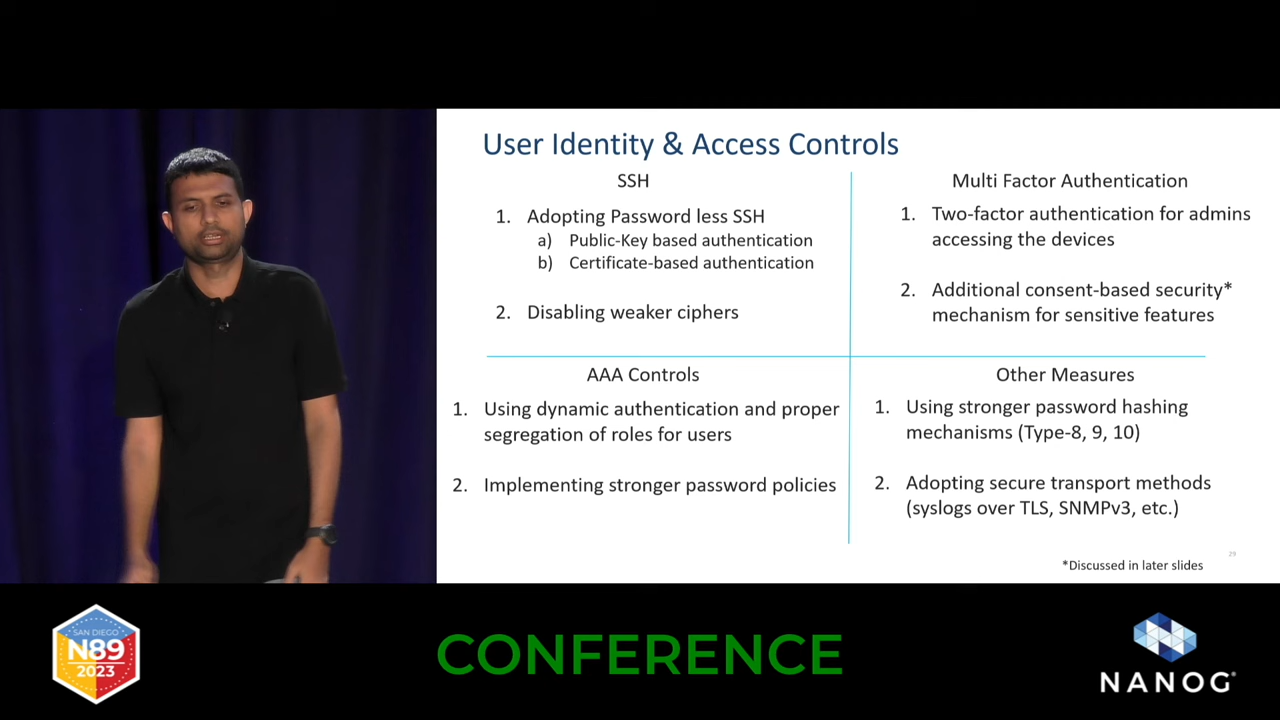 User Identity & Access Controls
SSH
1. Adopting Password less SSH
a) Public-Key based authentication
b) Certificate-based authentication
2. Disabling weaker ciphers
Multi Factor Authentication
1. Two-factor authentication for admins
accessing the devices
2. Additional consent-based security*
mechanism for sensitive features
AAA Controls
1. Using dynamic authentication and proper
segregation of roles for users
2. Implementing stronger password policies
Other Measures
1. Using stronger password hashing
mechanisms (Type-8, 9, 10)
2. Adopting secure transport methods
(syslogs over TLS, SNMPv3, etc.)
29
*Discussed in later slides
SAN DIEGO
N89
2023
CONFERENCE
NANOG®